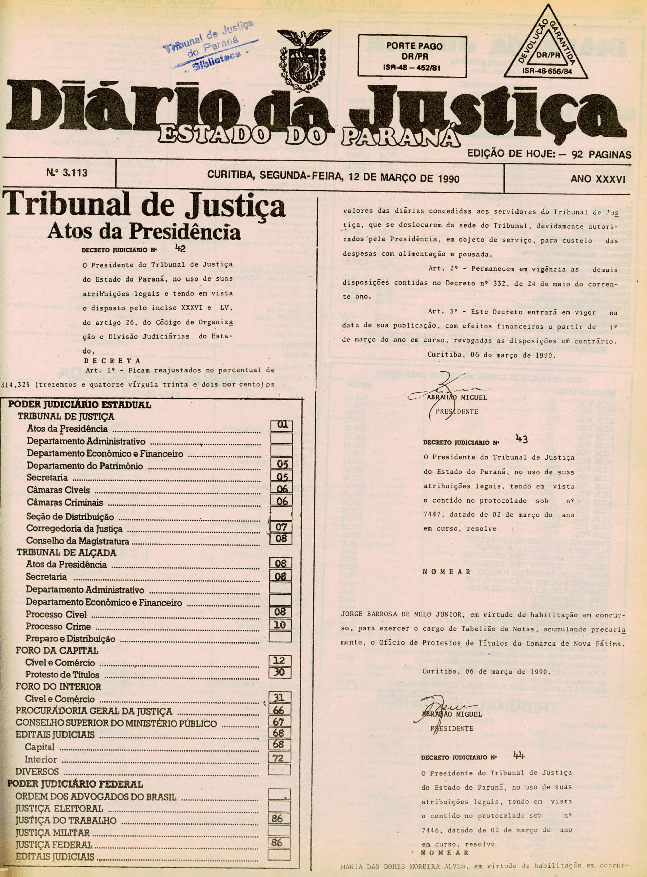 Tribunal de Justiça
do Paraná
Biblioteca
PORTE PAGO
DR/PR
ISR-48 – 452/81
DEVOLUÇÃO GARANTIDA
DR/PR
ISR-48-656/84
Diário da Justiça
ESTADO DO PARANÁ
EDIÇÃO DE HOJE: – 92 PAGINAS
N.º 3.113
CURITIBA, SEGUNDA-FEIRA, 12 DE MARÇO DE 1990
ANO XXXVI
Tribunal de Justiça
Atos da Presidência
DECRETO JUDICIÁRIO Nº 42
O Presidente do Tribunal de Justiça
do Estado do Paraná, no uso de suas
atribuições legais e tendo em vista
o disposto pelo inciso XXXVI e LV,
do artigo 26, do Código de Organiza
ção e Divisão Judiciárias do Esta-
do,
D E C R E T A
Art. 1º - Ficam reajustados no percentual de
314,32% (trezentos e quatorze vírgula trinta e dois por cento) os
PODER JUDICIÁRIO ESTADUAL
TRIBUNAL DE JUSTIÇA
Atos da Presidência 01
Departamento Administrativo
Departamento Econômico e Financeiro
Departamento do Patrimônio 05
Secretaria 05
Câmaras Cíveis 06
Câmaras Criminais 06
Seção de Distribuição
Corregedoria da Justiça 07
Conselho da Magistratura 08
TRIBUNAL DE ALÇADA
Atos da Presidência 08
Secretaria 08
Departamento Administrativo
Departamento Econômico e Financeiro
Processo Cível 08
Processo Crime 10
Preparo e Distribuição
FORO DA CAPITAL
Cível e Comércio 12
Protesto de Títulos 30
FORO DO INTERIOR
Cível e Comércio 31
PROCURADORIA GERAL DA JUSTIÇA 66
CONSELHO SUPERIOR DO MINISTÉRIO PÚBLICO 67
EDITAIS JUDICIAIS 68
Capital 68
Interior 72
DIVERSOS
PODER JUDICIÁRIO FEDERAL
ORDEM DOS ADVOGADOS DO BRASIL
JUSTIÇA ELEITORAL
JUSTIÇA DO TRABALHO 86
JUSTIÇA MILITAR
JUSTIÇA FEDERAL 86
EDITAIS JUDICIAIS
valores das diárias concedidas aos servidores do Tribunal de Jus
tiça, que se deslocarem da sede do Tribunal, devidamente autori-
zados pela Presidência, em objeto de serviço, para custeio das
despesas com alimentação e pousada.
Art. 2º - Permanecem em vigência as demais
disposições contidas no Decreto nº 332, de 24 de maio do corren-
te ano.
Art. 3º - Este Decreto entrará em vigor na
data de sua publicação, com efeitos financeiros a partir de 1º
de março do ano em curso, revogadas as disposições em contrário.
Curitiba, 06 de março de 1990.
ABRAHÃO MIGUEL
PRESIDENTE
DECRETO JUDICIÁRIO Nº 43
O Presidente do Tribunal de Justiça
do Estado do Paraná, no uso de suas
atribuições legais, tendo em vista
o contido no protocolado sob nº
7447, datado de 02 de março do ano
em curso, resolve
N O M E A R
JORGE BARBOSA DE MELO JUNIOR, em virtude de habilitação em concur-
so, para exercer o cargo de Tabelião de Notas, acumulando precaria
mente, o Ofício de Protestos de Títulos da Comarca de Nova Fátima.
Curitiba, 06 de março de 1990.
ABRAHÃO MIGUEL
PRESIDENTE
DECRETO JUDICIÁRIO Nº 44
O Presidente do Tribunal de Justiça
do Estado do Paraná, no uso de suas
atribuições legais, tendo em vista
o contido no protocolado sob nº
7446, datado de 02 de março do ano
em curso, resolve
N O M E A R
MARIA DAS DORES MOREIRA ALVES, em virtude de habilitação em concur-